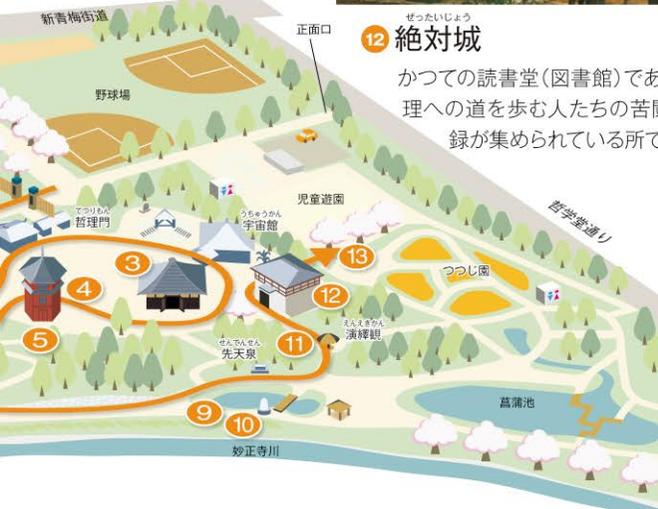 新青梅街道
正面口
ぜったいじょう
12 絶対城
かつての読書堂(図書館)であ
理への道を歩む人たちの苦闘
録が集められている所で
野球場
児童遊園
哲学堂通り
てつりもん
哲理門
うちゅうかん
宇宙館
3
4
5
13
12
つつじ園
11
えんえきかん
演繹観
せんでんせん
先天泉
9
10
菖蒲池
妙正寺川